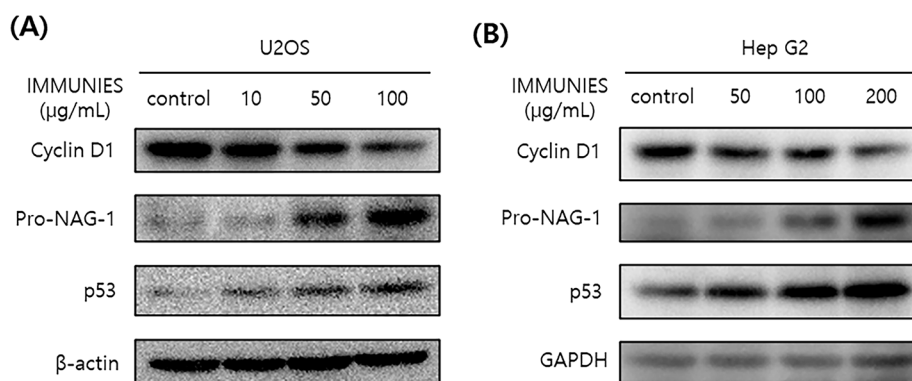 (A)
U2OS
IMMUNIES
(μg/mL)
control 10 50 100
Cyclin D1
Pro-NAG-1
p53
β-actin
(B)
Hep G2
IMMUNIES
(μg/mL)
control 50 100 200
Cyclin D1
Pro-NAG-1
p53
GAPDH